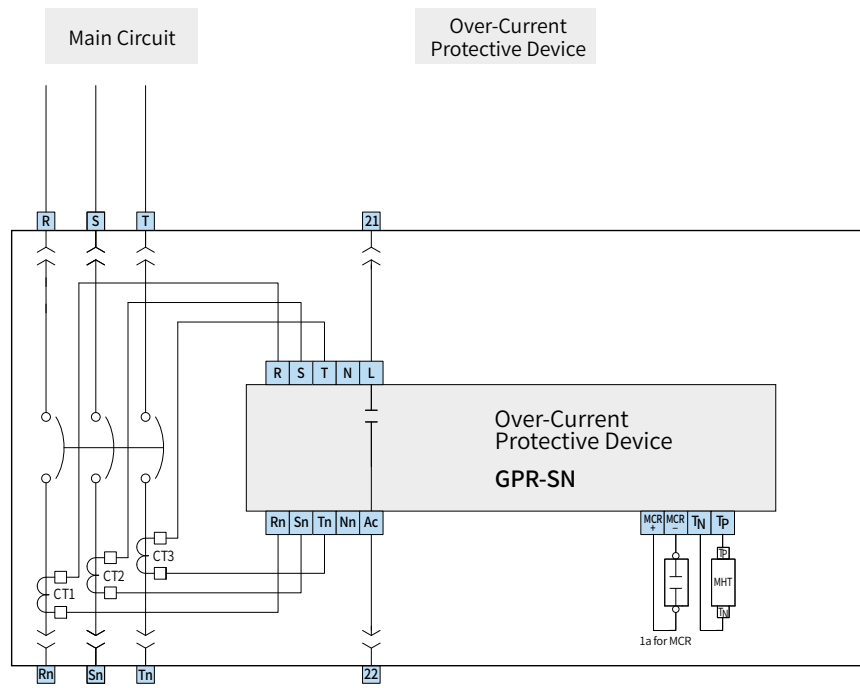 Main Circuit
Over-Current
Protective Device
R S T 21
R S T N L
Over-Current
Protective Device
GPR-SN
Rn Sn Tn Nn Ac
MCR
+
MCR
−
TN TP
CT3
CT2
CT1
TP
MHT
TN
1a for MCR
Rn Sn Tn 22